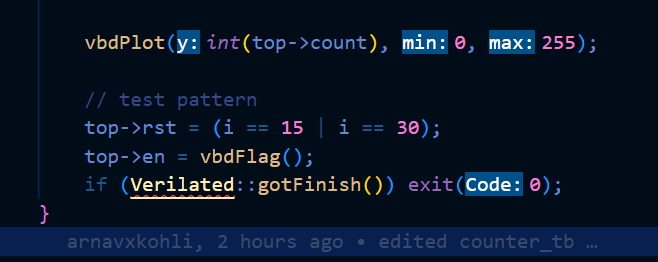 vbdPlot(y: int(top->count), min: 0, max: 255);
// test pattern
top->rst = (i == 15 | i == 30);
top->en = vbdFlag();
if (Verilated::gotFinish()) exit(Code: 0);
}
arnavxkohli, 2 hours ago • edited counter_tb …